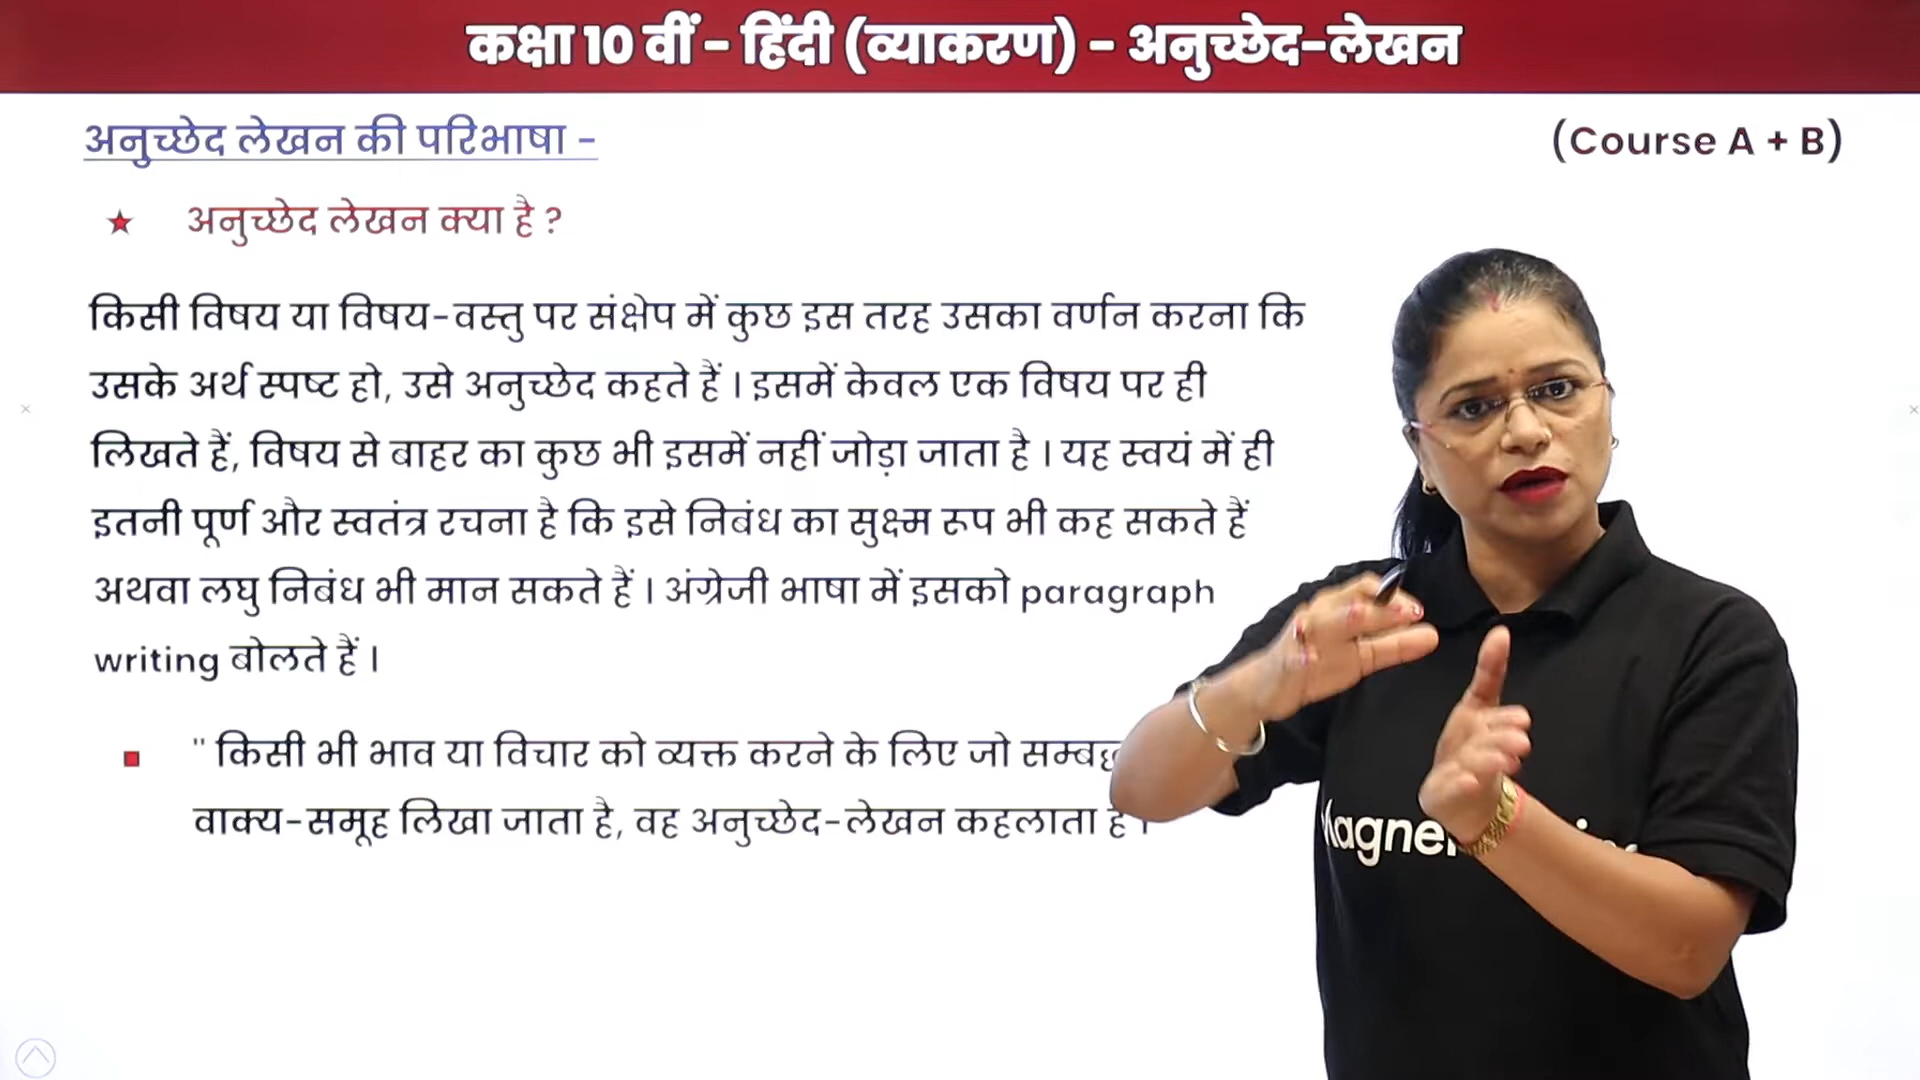 कक्षा 10 वीं - हिंदी (व्याकरण) - अनुच्छेद-लेखन
अनुच्छेद लेखन की परिभाषा -
(Course A + B)
अनुच्छेद लेखन क्या है ?
किसी विषय या विषय-वस्तु पर संक्षेप में कुछ इस तरह उसका वर्णन करना कि
उसके अर्थ स्पष्ट हो, उसे अनुच्छेद कहते हैं । इसमें केवल एक विषय पर ही
लिखते हैं, विषय से बाहर का कुछ भी इसमें नहीं जोड़ा जाता है । यह स्वयं में ही
इतनी पूर्ण और स्वतंत्र रचना है कि इसे निबंध का सुक्ष्म रूप भी कह सकते हैं
अथवा लघु निबंध भी मान सकते हैं । अंग्रेजी भाषा में इसको paragraph
writing बोलते हैं ।
" किसी भी भाव या विचार को व्यक्त करने के लिए जो
वाक्य-समूह लिखा जाता है, वह अनुच्छेद-लेखन कहलाता है ।